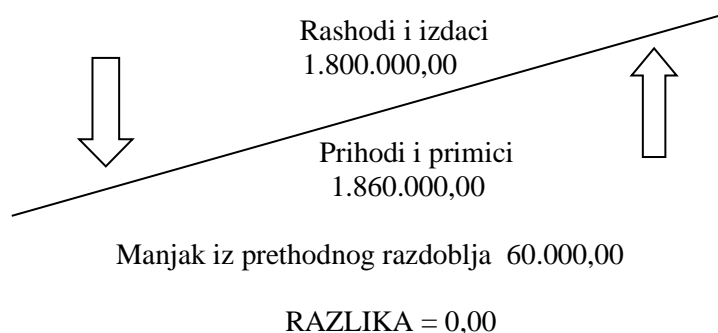 Rashodi i izdaci
1.800.000,00
Prihodi i primici
1.860.000,00
Manjak iz prethodnog razdoblja 60.000,00
RAZLIKA = 0,00